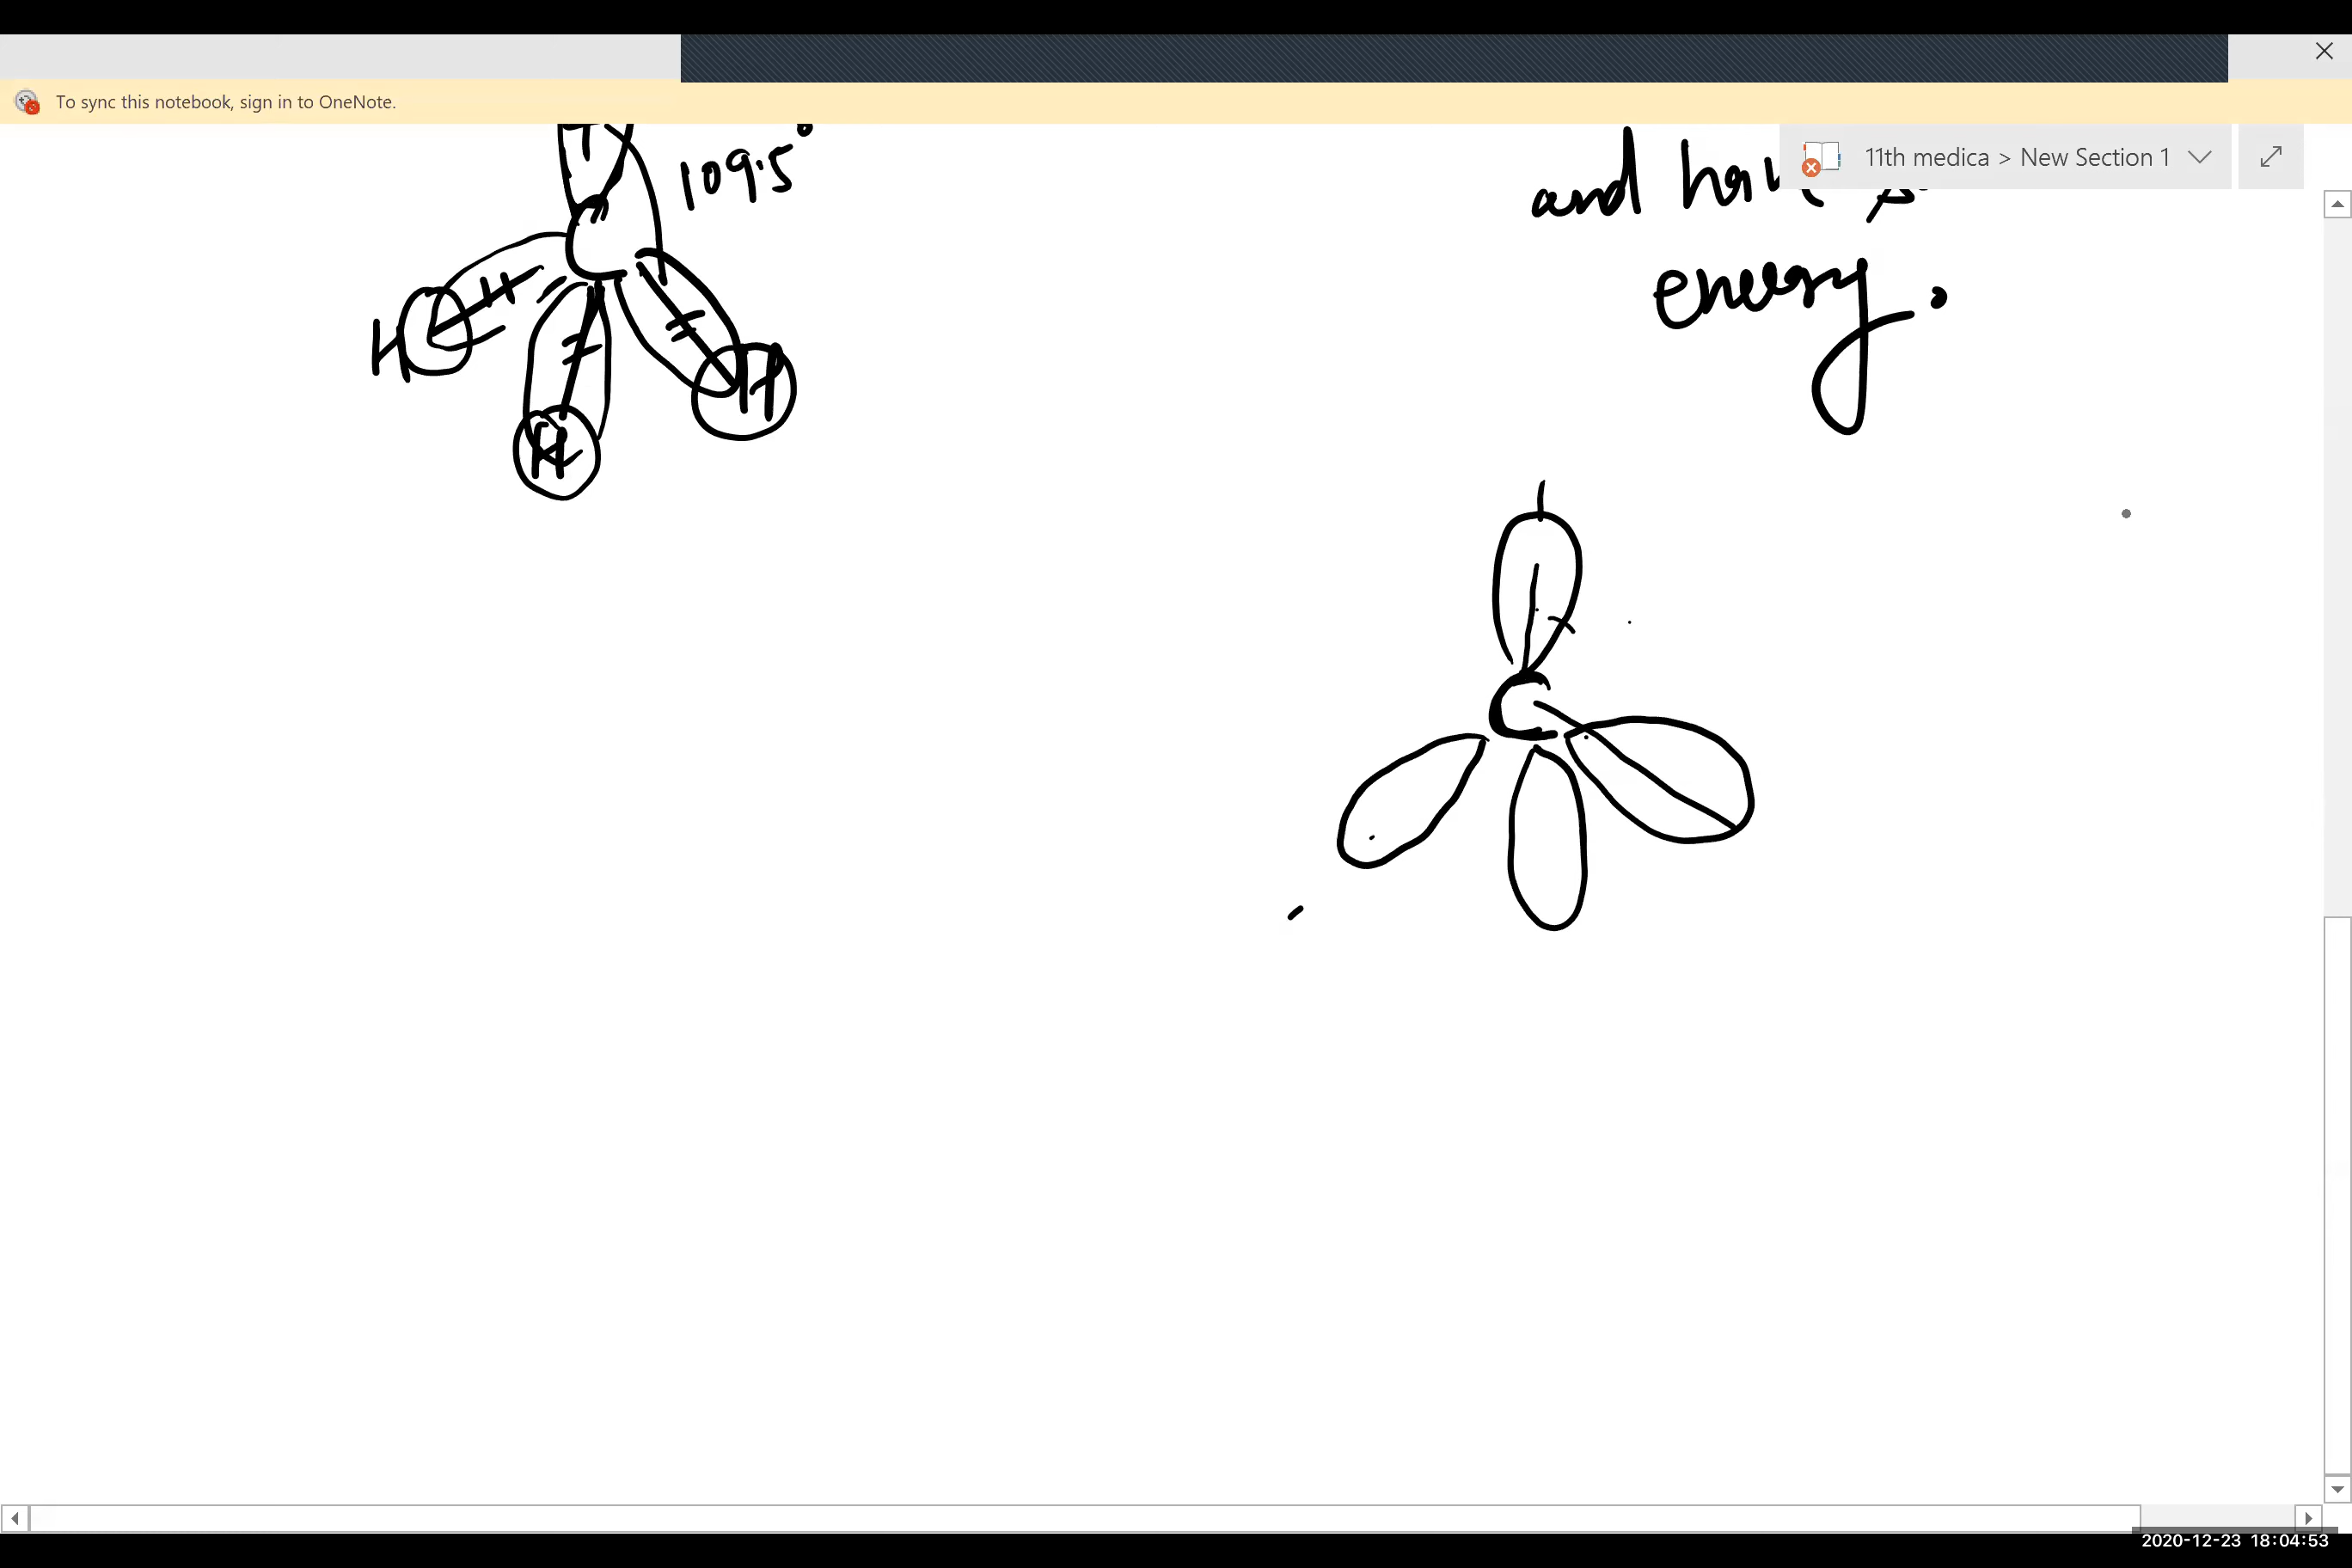 To sync this notebook, sign in to OneNote.
11th medica > New Section 1
109.5°
and
energy.
C
H
H
H
C
2020-12-23 18:04:53